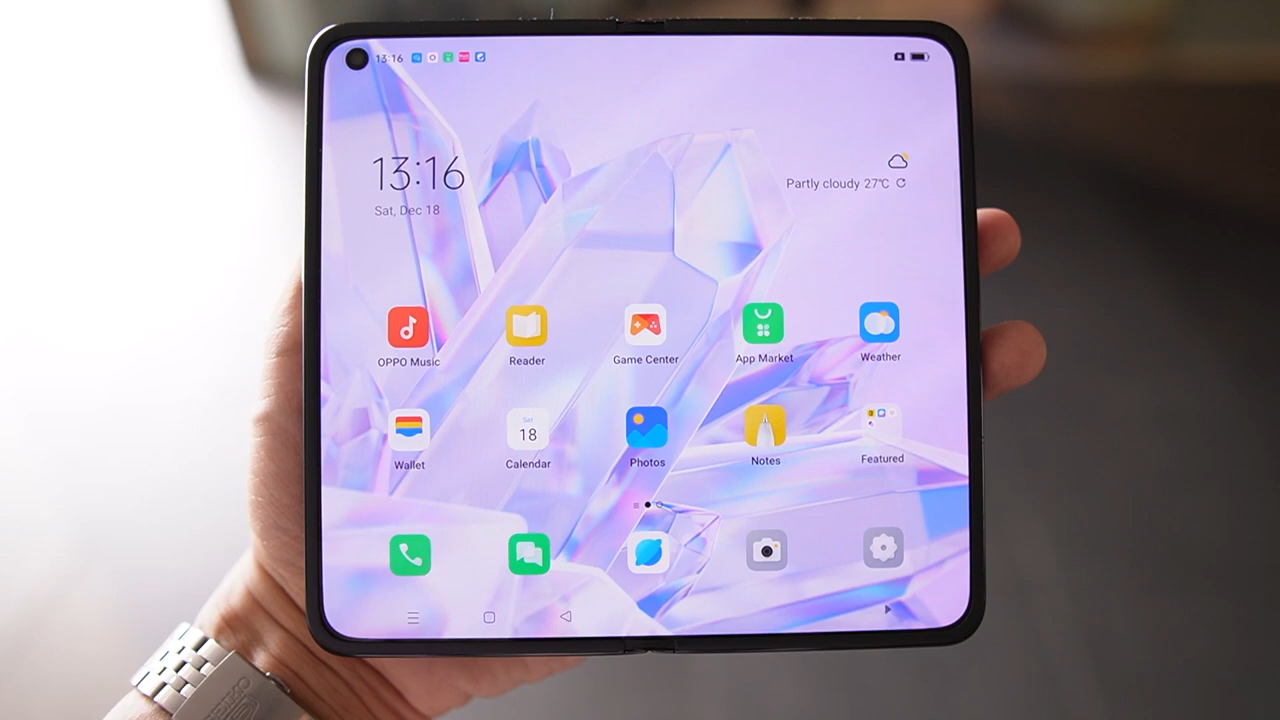 13:16
13:16
Sat, Dec 18
Partly cloudy 27℃
OPPO Music
Reader
Game Center
App Market
Weather
Wallet
Sat
18
Calendar
Photos
Notes
Featured
SEIKO